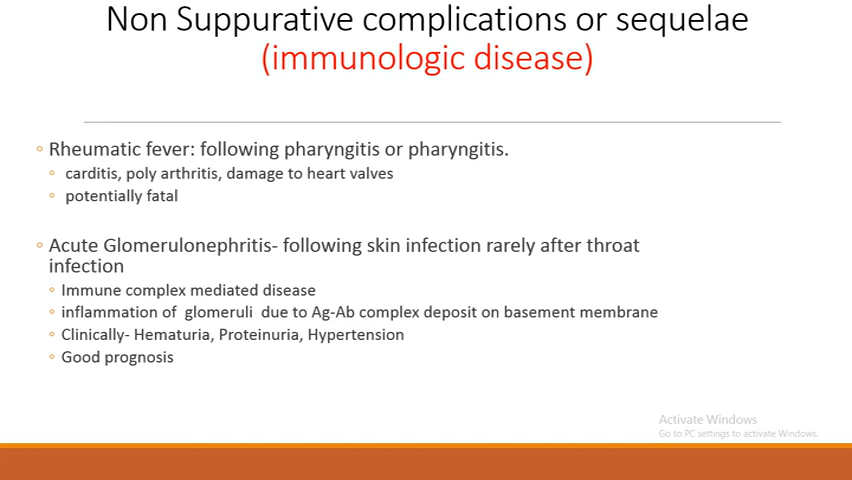 Non Suppurative complications or sequelae
(immunologic disease)
Rheumatic fever: following pharyngitis or pharyngitis.
carditis, poly arthritis, damage to heart valves
potentially fatal
Acute Glomerulonephritis- following skin infection rarely after throat
infection
Immune complex mediated disease
inflammation of glomeruli due to Ag-Ab complex deposit on basement membrane
Clinically- Hematuria, Proteinuria, Hypertension
Good prognosis
Activate Windows
Go to PC settings to activate Windows.